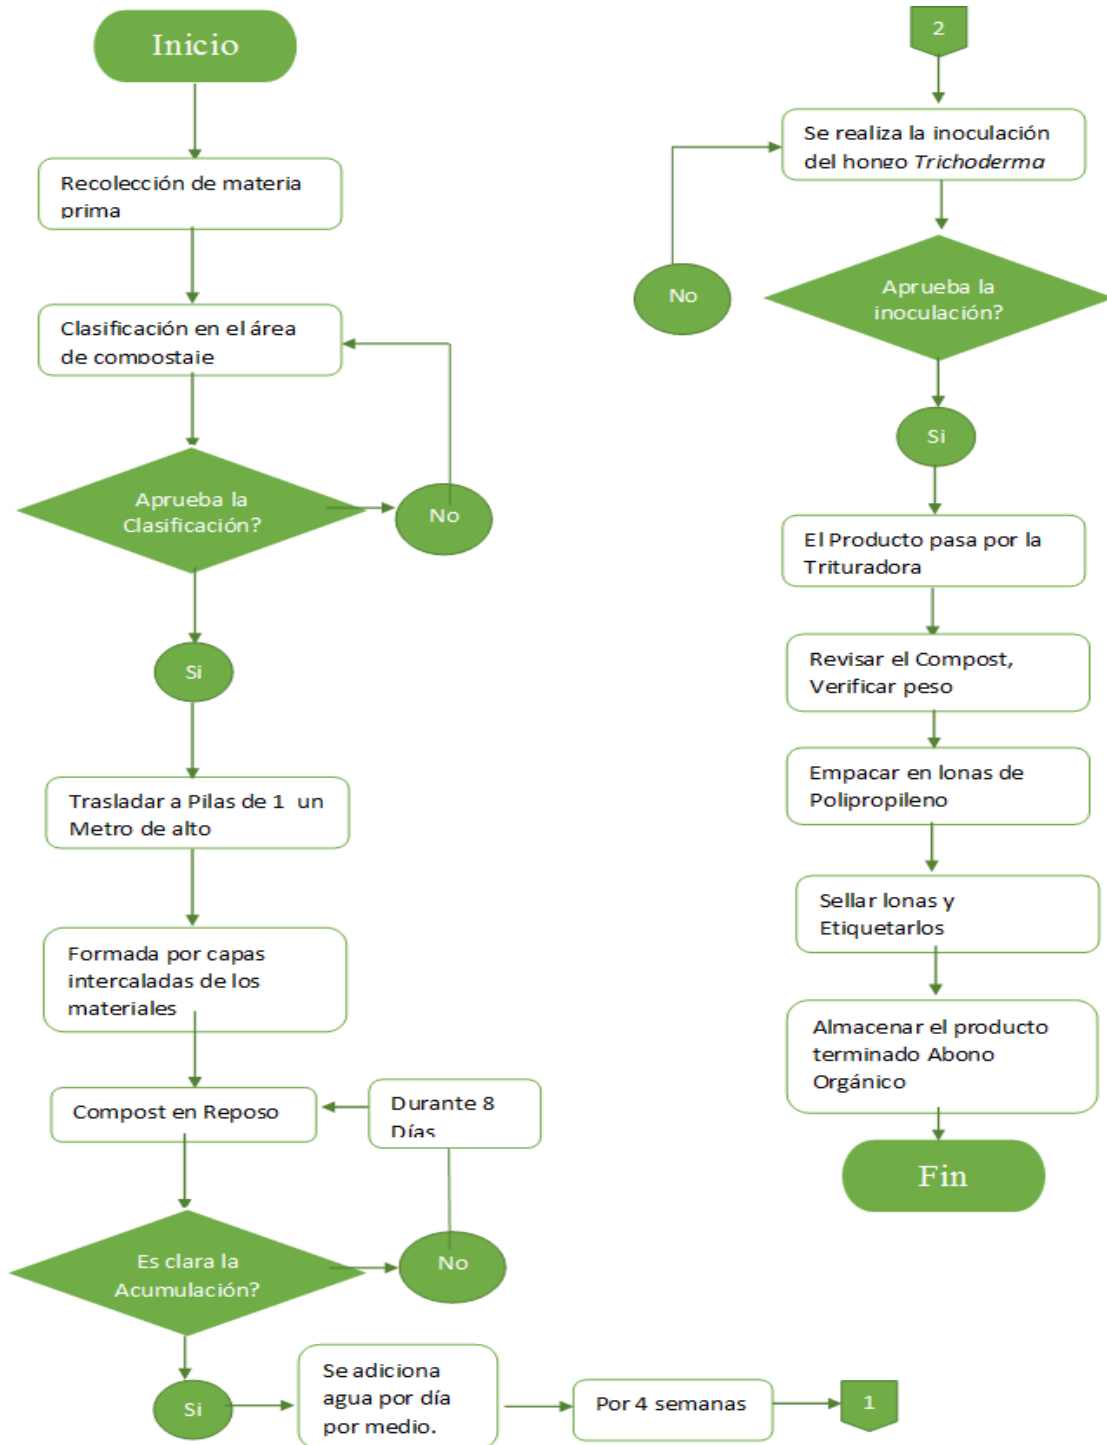 Inicio
Recolección de materia
prima
Clasificación en el área
de compostaje
Aprueba la
Clasificación?
No
Si
Trasladar a Pilas de 1 un
Metro de alto
Formada por capas
intercaladas de los
materiales
Compost en Reposo
Durante 8
Días
Es clara la
Acumulación?
No
Si
Se adiciona
agua por día
por medio.
Por 4 semanas
1
2
Se realiza la inoculación
del hongo Trichoderma
Aprueba la
inoculación?
No
Si
El Producto pasa por la
Trituradora
Revisar el Compost,
Verificar peso
Empacar en lonas de
Polipropileno
Sellar lonas y
Etiquetarlos
Almacenar el producto
terminado Abono
Orgánico
Fin